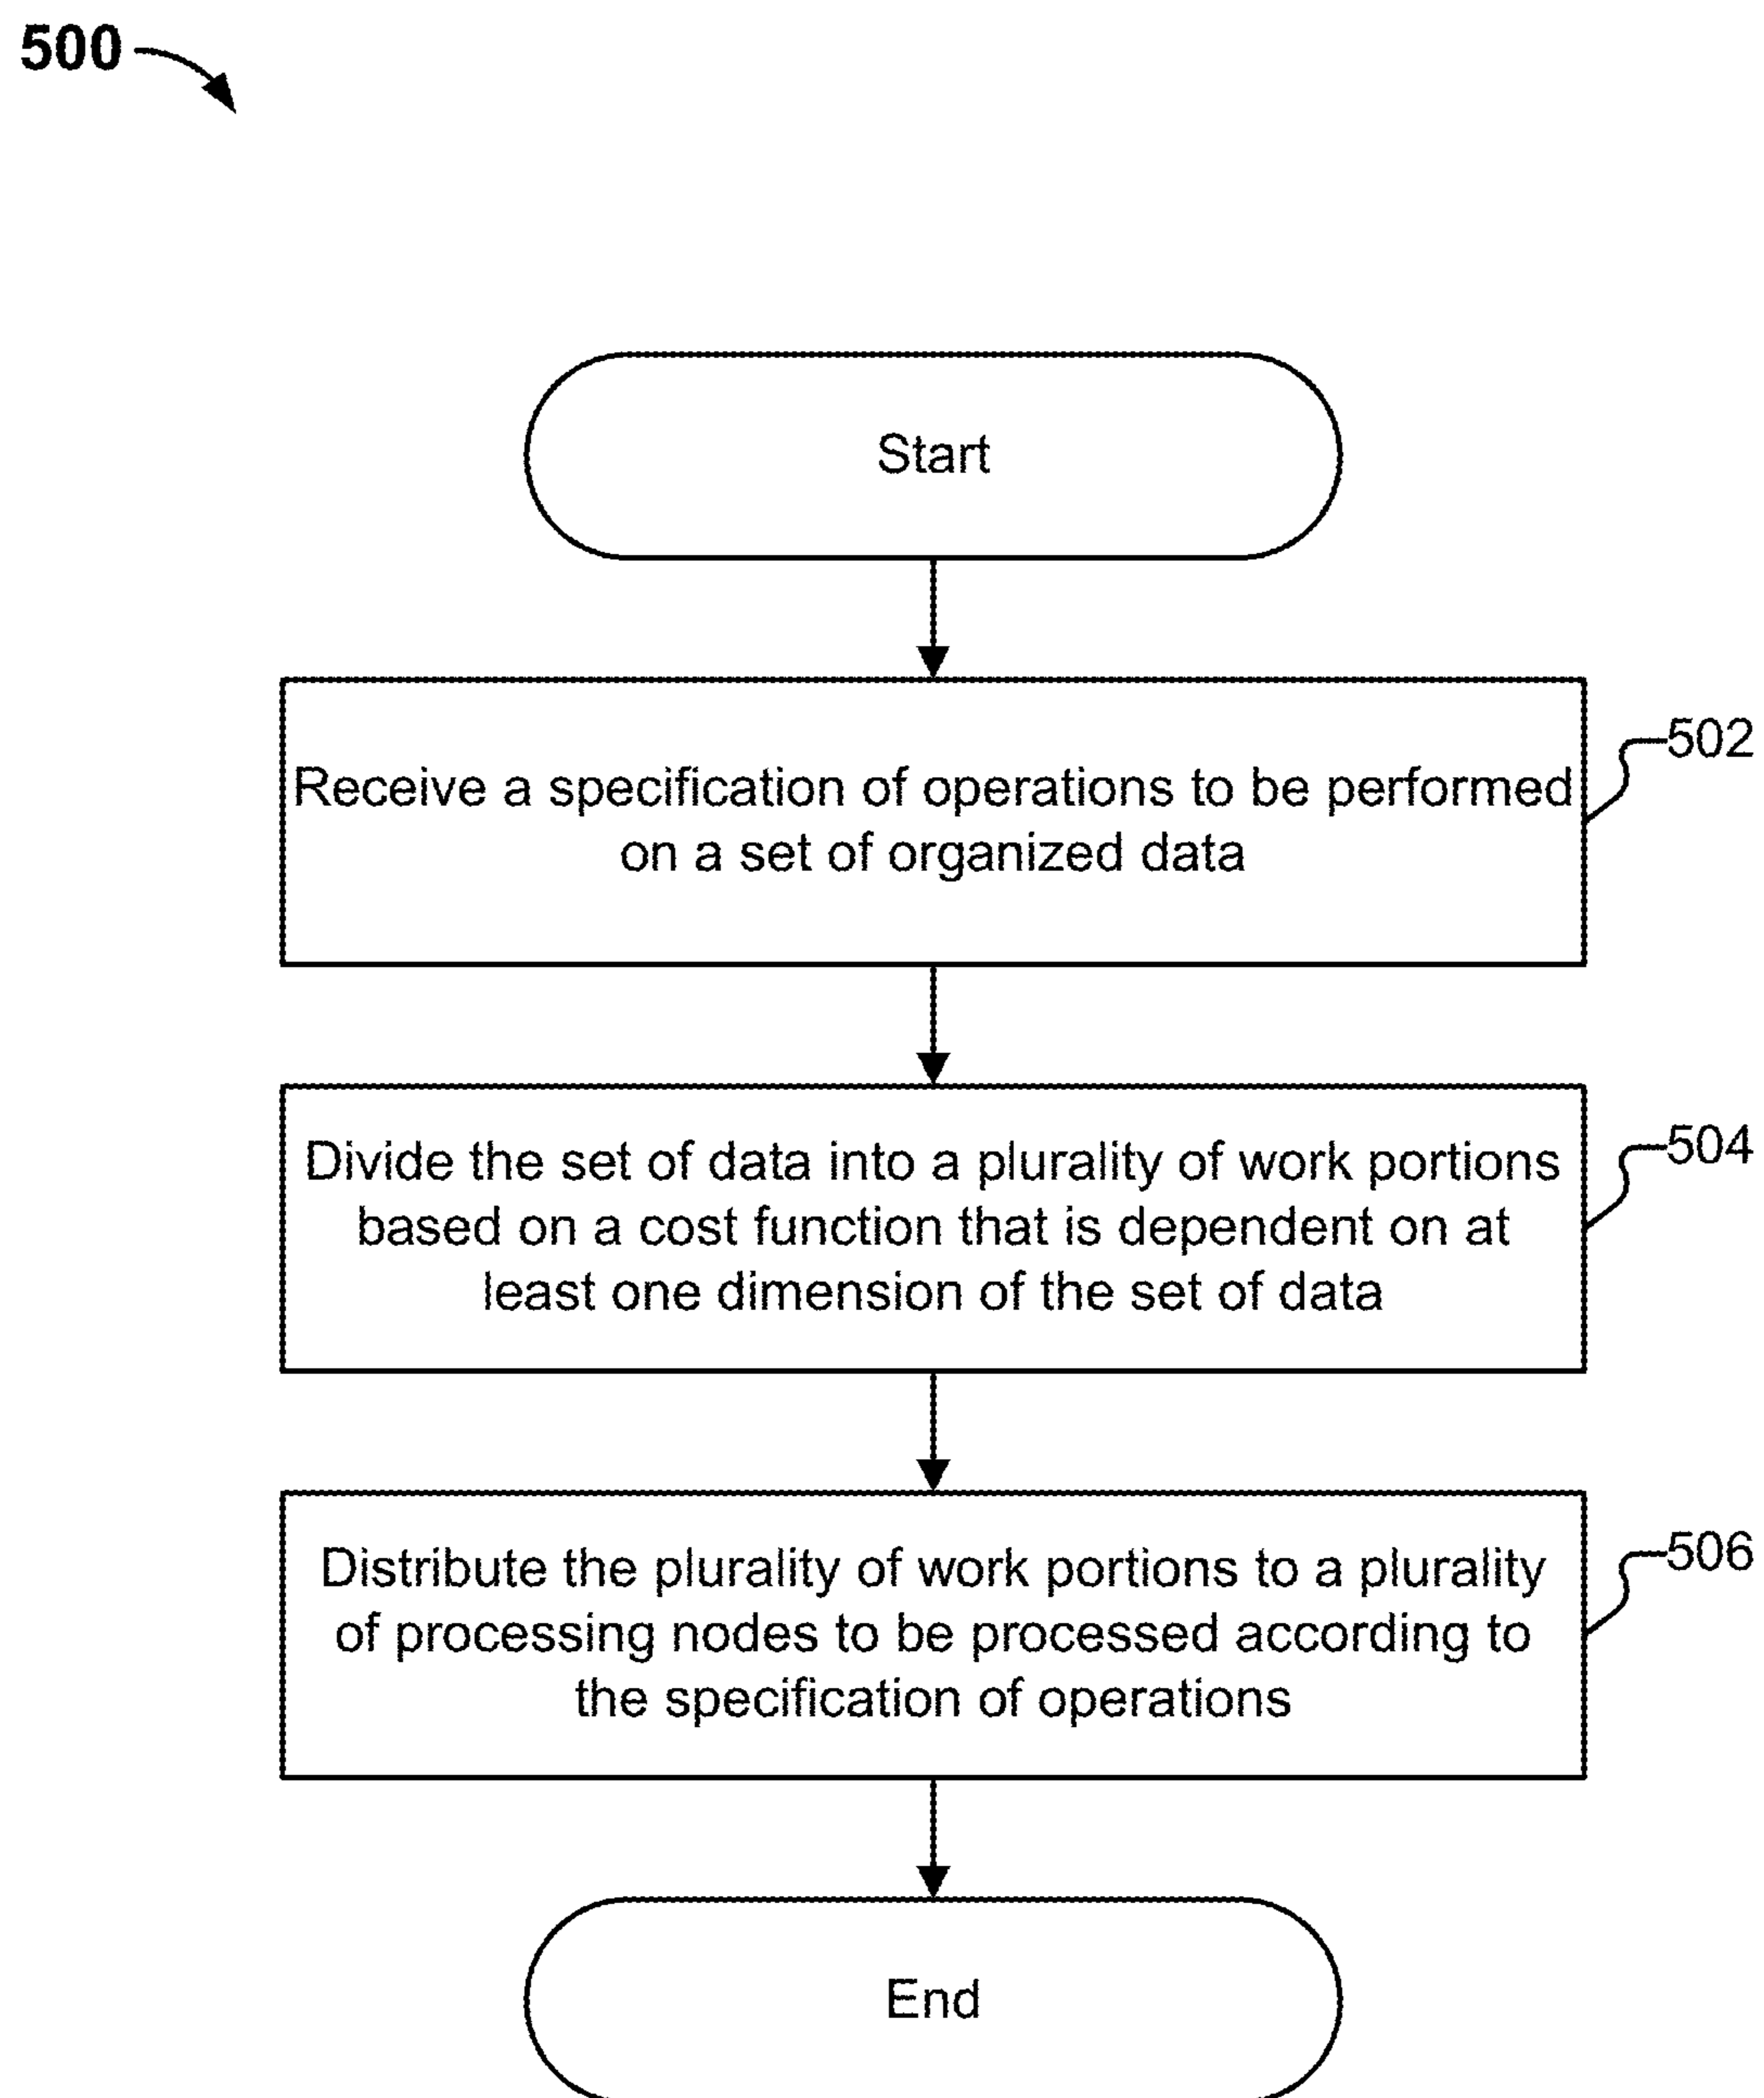 500
Start
Receive a specification of operations to be performed
on a set of organized data
502
Divide the set of data into a plurality of work portions
based on a cost function that is dependent on at
least one dimension of the set of data
504
Distribute the plurality of work portions to a plurality
of processing nodes to be processed according to
the specification of operations
506
End